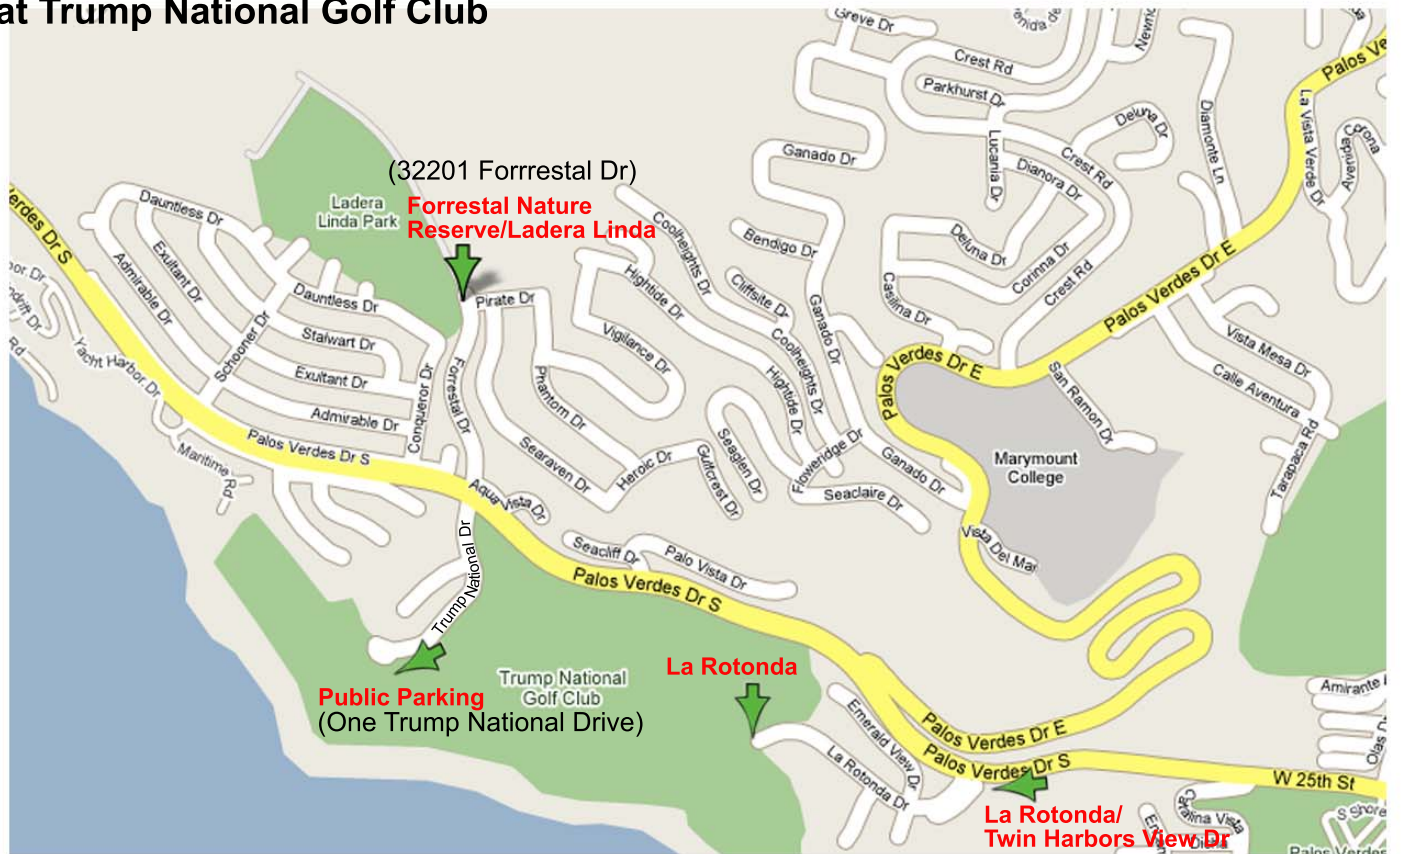 at Trump National Golf Club
Greve Dr
Crest Rd
Parkhurst Dr
Palos Ve
La Vista Verde Dr
Diamonte Ln
Deluna Dr
Crest Rd
Lucania Dr
Dianora Dr
Ganado Dr
(32201 Forrrestal Dr)
Ladera
Linda Park
Forrestal Nature
Reserve/Ladera Linda
Dauntless Dr
Exultant Dr
Admirable Dr
erdes Dr S
Coolheights Dr
Bendigo Dr
Deluna Dr
Corinna Dr
Crest Rd
Casilina Dr
Palos Verdes Dr E
Hightide Dr
Cliffsite Dr
Ganado Dr
Pirate Dr
Dauntless Dr
Schooner Dr
Stalwart Dr
Exultant Dr
Admirable Dr
Conqueror Dr
Forrestal Dr
Vigilance Dr
Phantom Dr
Coolheights Dr
Hightide Dr
Palos Verdes Dr E
San Ramon Dr
Vista Mesa Dr
Calle Aventura
Tarapaca Rd
Yacht Harbor Dr
Rd
Palos Verdes Dr S
Maritime Rd
Searaven Dr
Heroic Dr
Gulfcrest Dr
Seaglen Dr
Floweridge Dr
Ganado Dr
Seaclaire Dr
Marymount
College
Aqua Vista Dr
Vista Del Mar
Seacliff Dr
Palo Vista Dr
Palos Verdes Dr S
Trump National Dr
Public Parking
(One Trump National Drive)
Trump National
Golf Club
La Rotonda
Emerald View Dr
La Rotonda Dr
Palos Verdes Dr E
Palos Verdes Dr S
W 25th St
La Rotonda/
Twin Harbors View Dr
Catalina Vista
Amirante
Olas D
S Shore
Palos Verdes